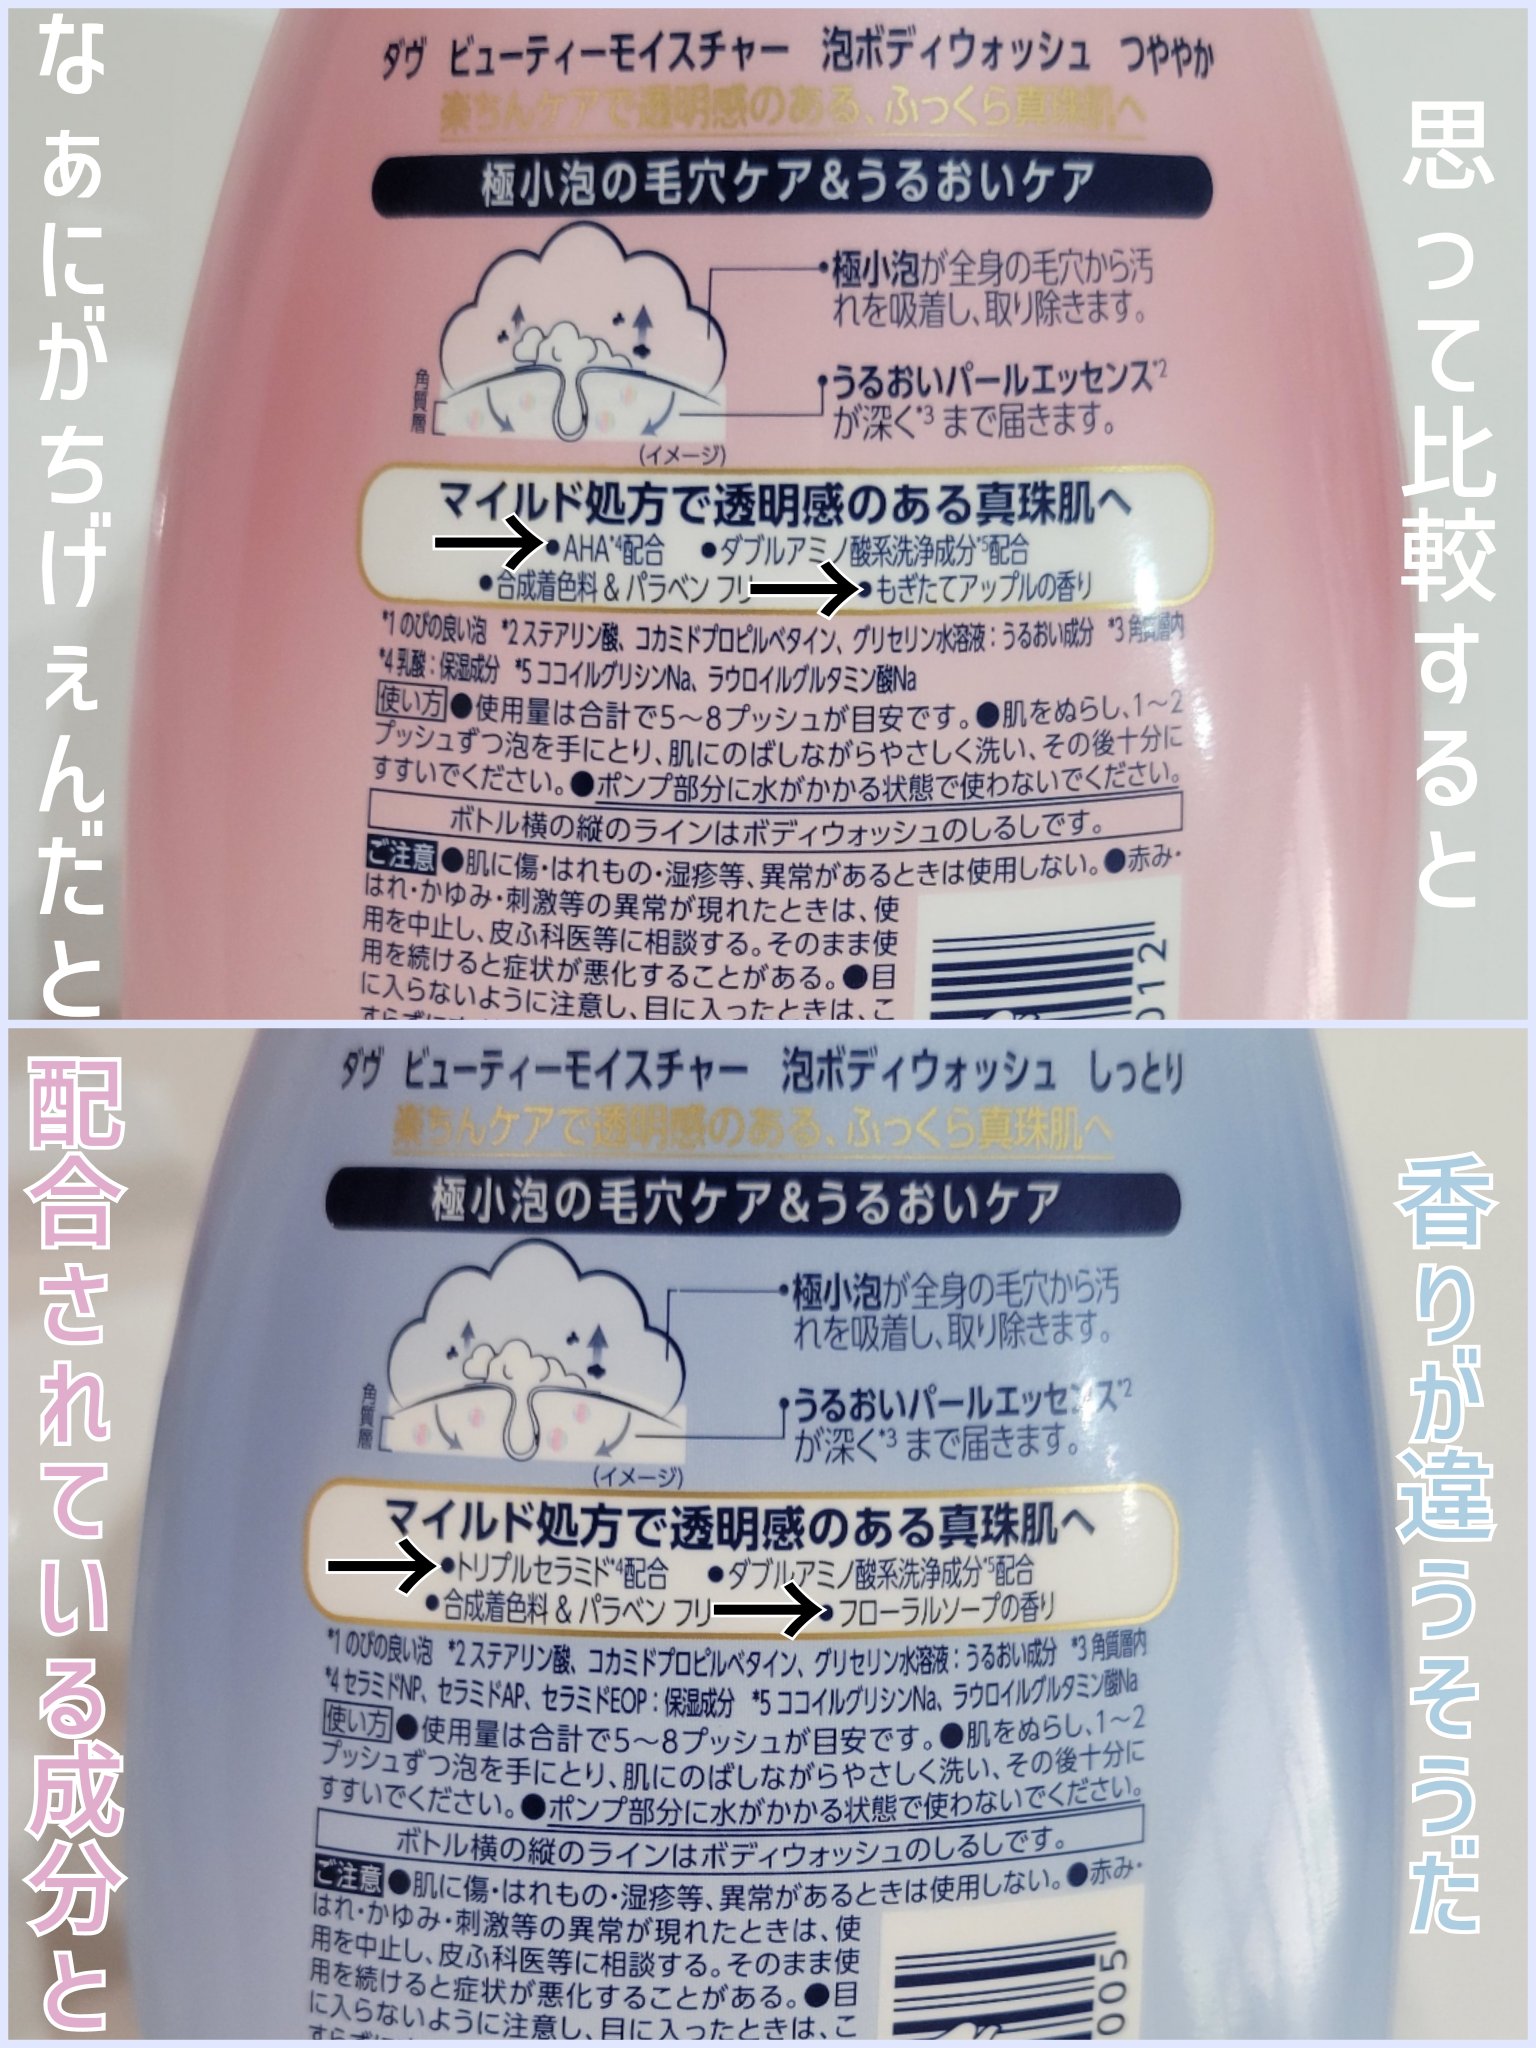 なぁにがちげぇんだと
思って比較すると
ダヴ ビューティーモイスチャー 泡ボディウォッシュ つややか
楽ちんケアで透明感のある、ふっくら真珠肌へ
極小泡の毛穴ケア&うるおいケア
●極小泡が全身の毛穴から汚
れを吸着し、取り除きます。
●うるおいパールエッセンス*2
が深く*3 まで届きます。
角質層
(イメージ)
マイルド処方で透明感のある真珠肌へ
●AHA*4配合 ●ダブルアミノ酸系洗浄成分*5配合
●合成着色料 & パラベン フリ ●もぎたてアップルの香り
*1 のびの良い泡 *2 ステアリン酸、コカミドプロピルベタイン、グリセリン水溶液:うるおい成分 *3 角質層内
*4 乳酸:保湿成分 *5 ココイルグリシンNa、ラウロイルグルタミン酸Na
使い方 ●使用量は合計で5〜8プッシュが目安です。●肌をぬらし、1〜2
プッシュずつ泡を手にとり、肌にのばしながらやさしく洗い、その後十分に
すすいでください。●ポンプ部分に水がかかる状態で使わないでください。
ボトル横の縦のラインはボディウォッシュのしるしです。
ご注意 ●肌に傷・はれもの・湿疹等、異常があるときは使用しない。●赤み・
はれ・かゆみ・刺激等の異常が現れたときは、使
用を中止し、皮ふ科医等に相談する。そのまま使
用を続けると症状が悪化することがある。●目
に入らないように注意し、目に入ったときは、こ
012
配合されている成分と
香りが違うそうだ
ダヴ ビューティーモイスチャー 泡ボディウォッシュ しっとり
楽ちんケアで透明感のある、ふっくら真珠肌へ
極小泡の毛穴ケア&うるおいケア
●極小泡が全身の毛穴から汚
れを吸着し、取り除きます。
●うるおいパールエッセンス*2
が深く*3 まで届きます。
角質層
(イメージ)
マイルド処方で透明感のある真珠肌へ
●トリプルセラミド*4配合 ●ダブルアミノ酸系洗浄成分*5配合
●合成着色料 & パラベン フリ ●フローラルソープの香り
*1 のびの良い泡 *2 ステアリン酸、コカミドプロピルベタイン、グリセリン水溶液:うるおい成分 *3 角質層内
*4 セラミドNP、セラミドAP、セラミドEOP:保湿成分 *5 ココイルグリシンNa、ラウロイルグルタミン酸Na
使い方 ●使用量は合計で5〜8プッシュが目安です。●肌をぬらし、1〜2
プッシュずつ泡を手にとり、肌にのばしながらやさしく洗い、その後十分に
すすいでください。●ポンプ部分に水がかかる状態で使わないでください。
ボトル横の縦のラインはボディウォッシュのしるしです。
ご注意 ●肌に傷・はれもの・湿疹等、異常があるときは使用しない。●赤み・
はれ・かゆみ・刺激等の異常が現れたときは、使
用を中止し、皮ふ科医等に相談する。そのまま使
用を続けると症状が悪化することがある。●目
に入らないように注意し、目に入ったときは、こ
005